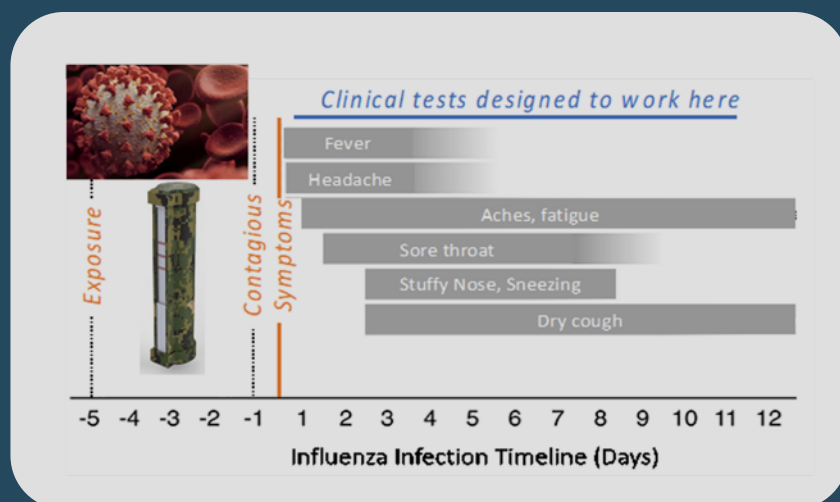 Clinical tests designed to work here
Fever
Headache
Aches, fatigue
Sore throat
Stuffy Nose, Sneezing
Dry cough
Exposure
Contagious
Symptoms
-5 -4 -3 -2 -1 1 2 3 4 5 6 7 8 9 10 11 12
Influenza Infection Timeline (Days)